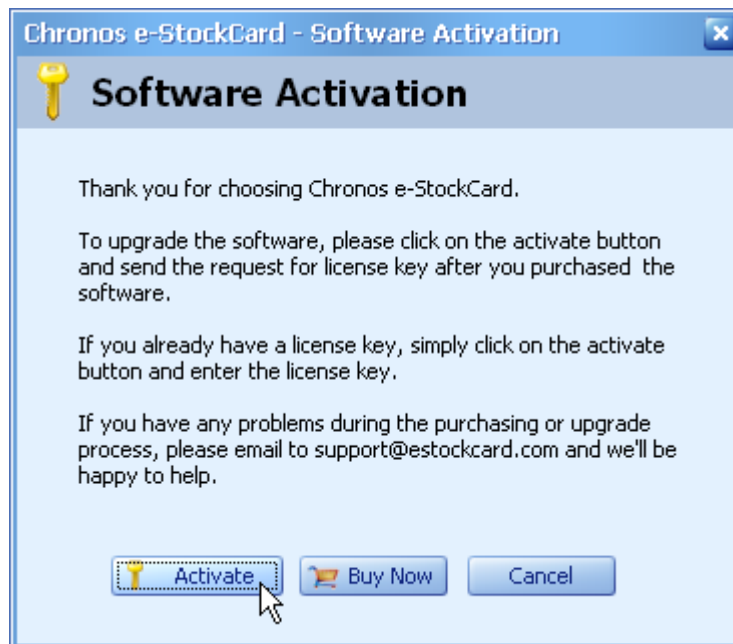 Chronos e-StockCard - Software Activation
Software Activation
Thank you for choosing Chronos e-StockCard.
To upgrade the software, please click on the activate button
and send the request for license key after you purchased  the
software.
If you already have a license key, simply click on the activate
button and enter the license key.
If you have any problems during the purchasing or upgrade
process, please email to support@estockcard.com and we'll be
happy to help.
Activate Buy Now Cancel